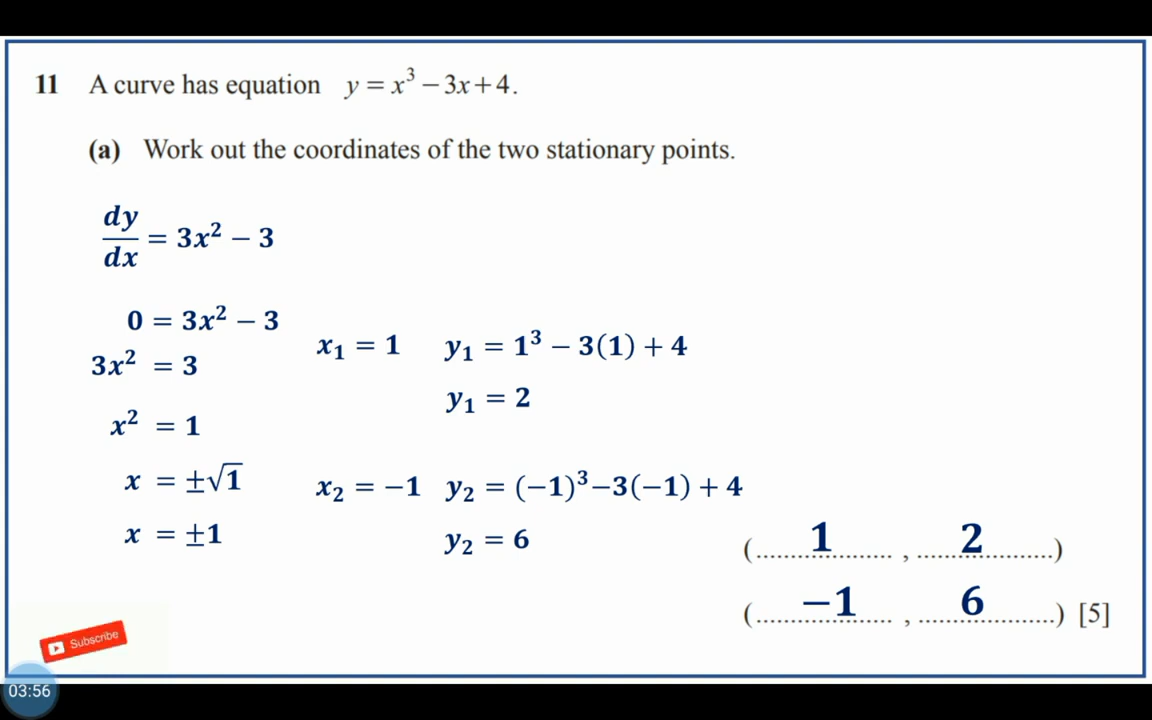 11 A curve has equation y = x³ − 3x + 4.
(a) Work out the coordinates of the two stationary points.
dy/dx = 3x² − 3
0 = 3x² − 3
3x² = 3
x² = 1
x = ±√1
x = ±1
x₁ = 1 y₁ = 1³ − 3(1) + 4
y₁ = 2
x₂ = −1 y₂ = (−1)³−3(−1) + 4
y₂ = 6
(........1........ , ........2........)
(........−1........ , ........6........) [5]
Subscribe
03:56